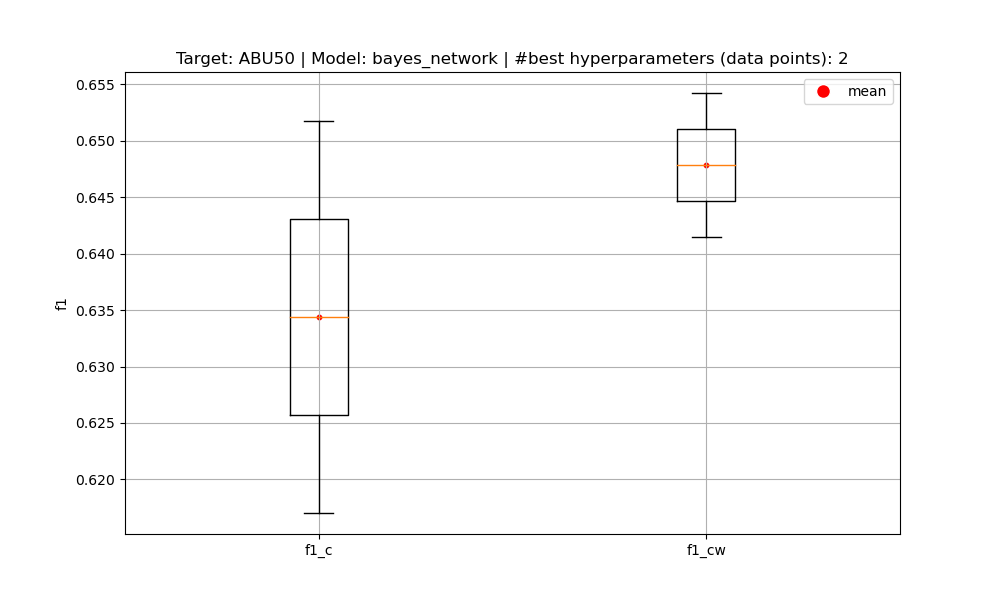 Target: ABU50 | Model: bayes_network | #best hyperparameters (data points): 2
mean
f1
0.655
0.650
0.645
0.640
0.635
0.630
0.625
0.620
f1_c
f1_cw